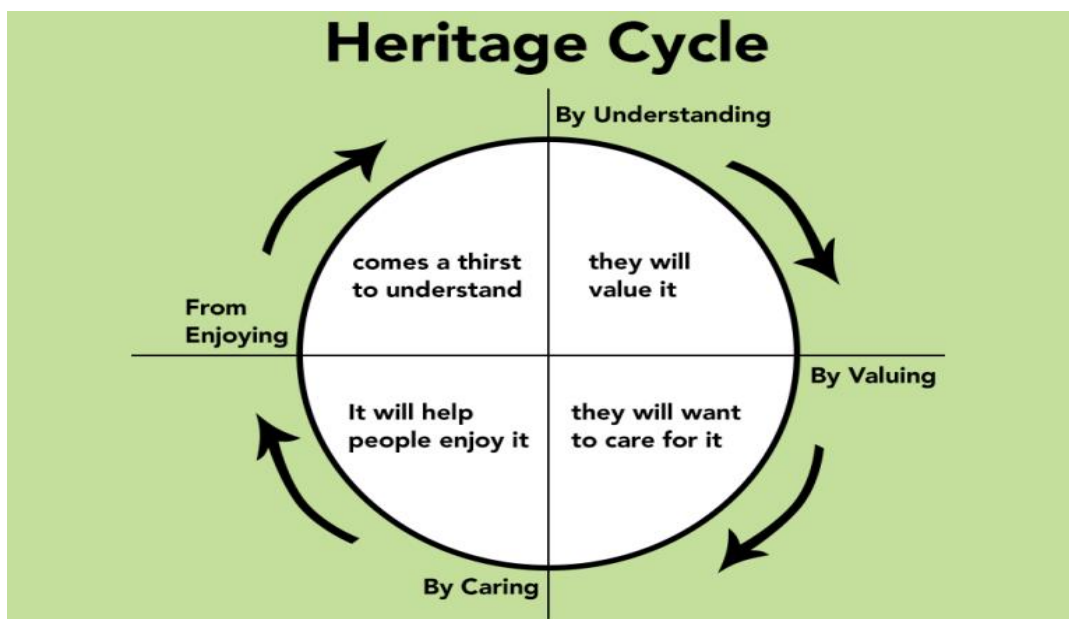 Heritage Cycle
By Understanding
they will
value it
By Valuing
they will want
to care for it
By Caring
It will help
people enjoy it
From
Enjoying
comes a thirst
to understand